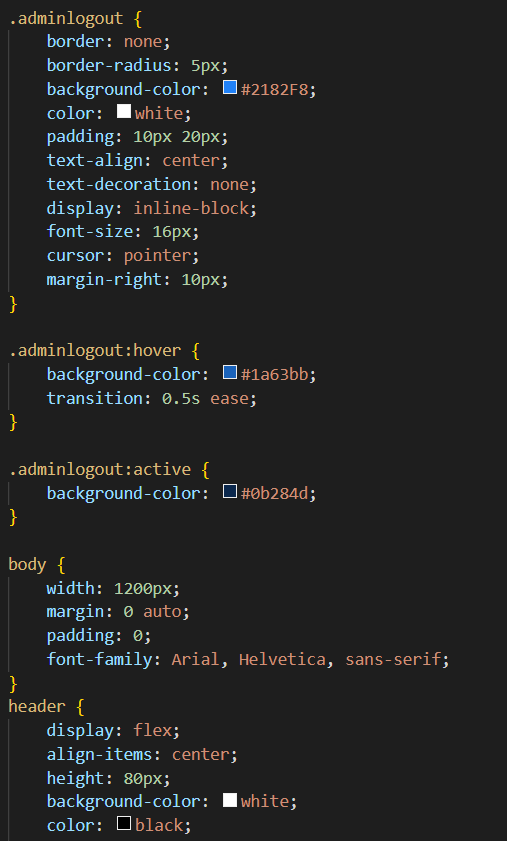 .adminlogout {
    border: none;
    border-radius: 5px;
    background-color: #2182F8;
    color: white;
    padding: 10px 20px;
    text-align: center;
    text-decoration: none;
    display: inline-block;
    font-size: 16px;
    cursor: pointer;
    margin-right: 10px;
}

.adminlogout:hover {
    background-color: #1a63bb;
    transition: 0.5s ease;
}

.adminlogout:active {
    background-color: #0b284d;
}

body {
    width: 1200px;
    margin: 0 auto;
    padding: 0;
    font-family: Arial, Helvetica, sans-serif;
}
header {
    display: flex;
    align-items: center;
    height: 80px;
    background-color: white;
    color: black;